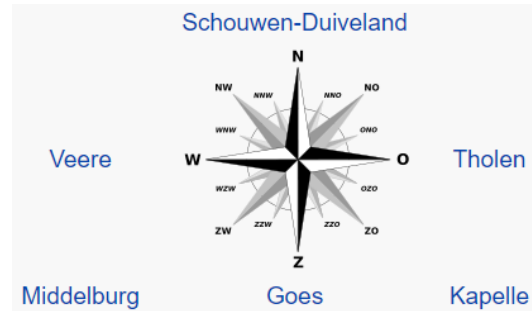 Schouwen-Duiveland
N
NW NO
NNW NNO
WNW ONO
Veere W O Tholen
WZW OZO
ZW ZZW ZZO ZO
Z
Middelburg Goes Kapelle